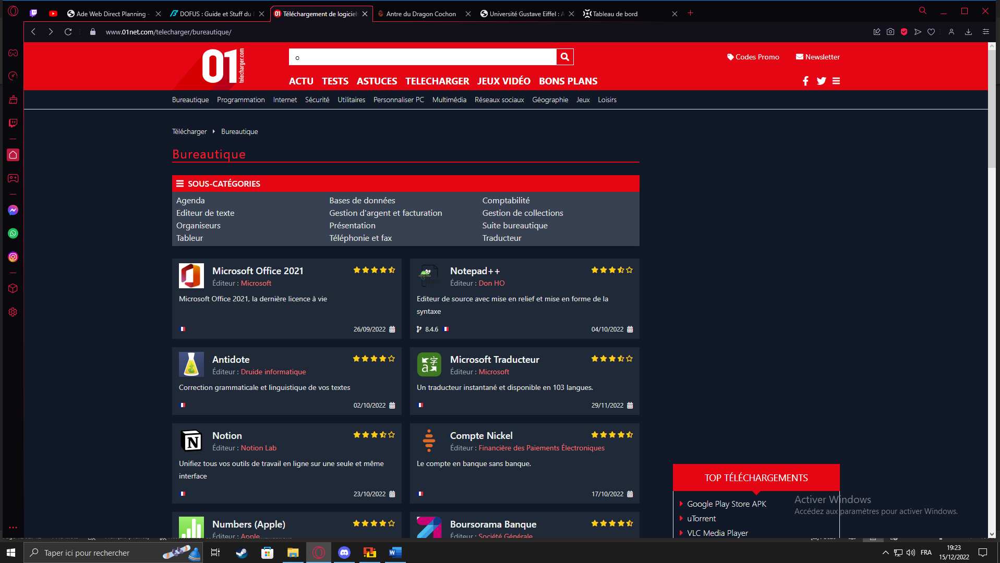 Ade Web Direct Planning -
DOFUS : Guide et Stuff du
Téléchargement de logiciel
Antre du Dragon Cochon
Université Gustave Eiffel : A
Tableau de bord
www.01net.com/telecharger/bureautique/
01
telecharger.com
o
Codes Promo
Newsletter
ACTU TESTS ASTUCES TELECHARGER JEUX VIDÉO BONS PLANS
Bureautique Programmation Internet Sécurité Utilitaires Personnaliser PC Multimédia Réseaux sociaux Géographie Jeux Loisirs
Télécharger Bureautique
Bureautique
SOUS-CATÉGORIES
Agenda Bases de données Comptabilité
Editeur de texte Gestion d'argent et facturation Gestion de collections
Organiseurs Présentation Suite bureautique
Tableur Téléphonie et fax Traducteur
Microsoft Office 2021
Éditeur : Microsoft
Microsoft Office 2021, la dernière licence à vie
26/09/2022
Notepad++
Éditeur : Don HO
Editeur de source avec mise en relief et mise en forme de la
syntaxe
8.4.6
04/10/2022
Antidote
Éditeur : Druide informatique
Correction grammaticale et linguistique de vos textes
02/10/2022
Microsoft Traducteur
Éditeur : Microsoft
Un traducteur instantané et disponible en 103 langues.
29/11/2022
Notion
Éditeur : Notion Lab
Unifiez tous vos outils de travail en ligne sur une seule et même
interface
23/10/2022
Compte Nickel
Éditeur : Financière des Paiements Électroniques
Le compte en banque sans banque.
17/10/2022
Numbers (Apple)
Éditeur : Apple
Boursorama Banque
Éditeur : Société Générale
TOP TÉLÉCHARGEMENTS
Google Play Store APK
uTorrent
VLC Media Player
Activer Windows
Accédez aux paramètres pour activer Windows.
Taper ici pour rechercher
FRA
19:23
15/12/2022